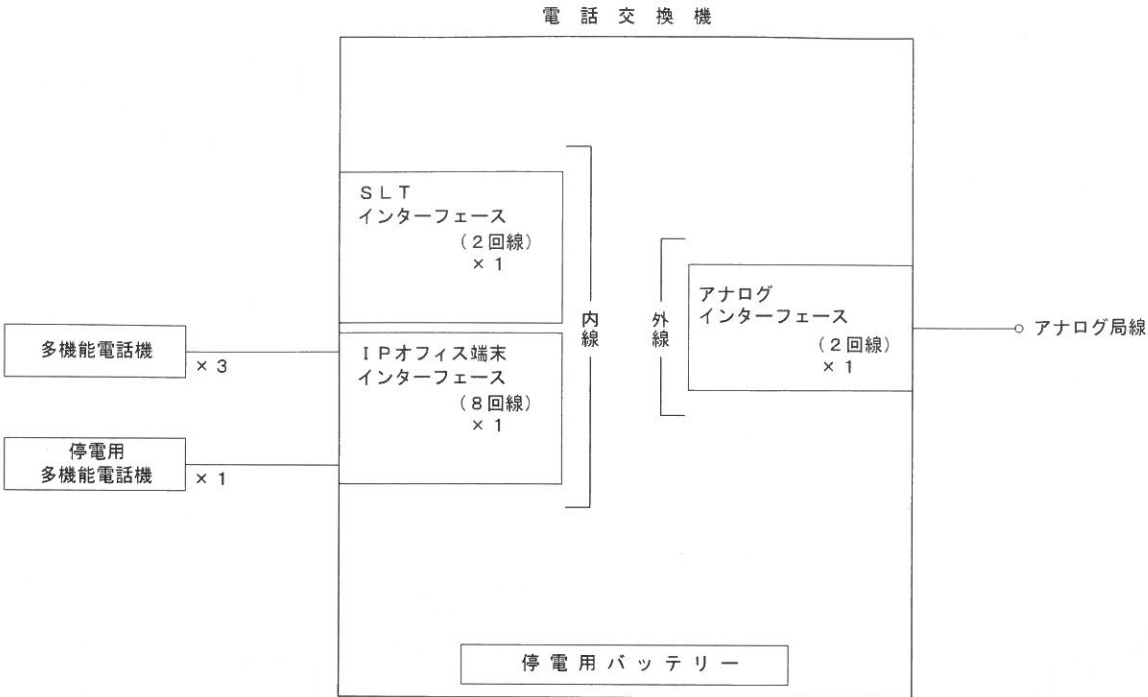 電話交換機
SLT
インターフェース
(2回線)
×1
多機能電話機
×3
IPオフィス端末
インターフェース
(8回線)
×1
停電用
多機能電話機
×1
内線
外線
アナログ
インターフェース
(2回線)
×1
アナログ局線
停電用バッテリー